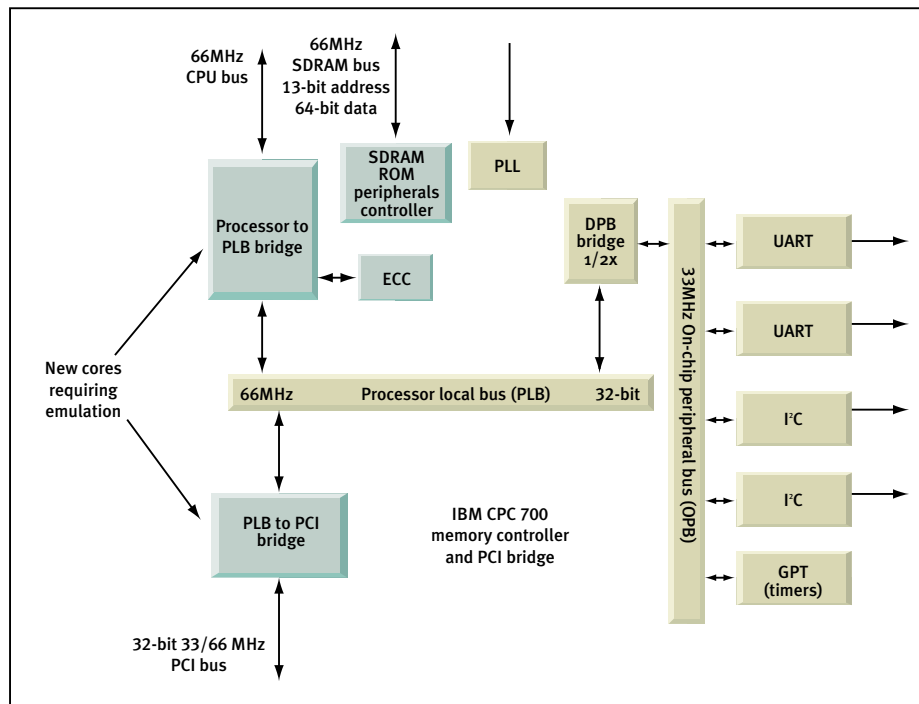 66MHz
CPU bus
66MHz
SDRAM bus
13-bit address
64-bit data
SDRAM
ROM
peripherals
controller
PLL
Processor to
PLB bridge
ECC
DPB
bridge
1/2x
33MHz On-chip peripheral bus (OPB)
UART
UART
I²C
I²C
GPT
(timers)
New cores
requiring
emulation
66MHz Processor local bus (PLB) 32-bit
PLB to PCI
bridge
IBM CPC 700
memory controller
and PCI bridge
32-bit 33/66 MHz
PCI bus